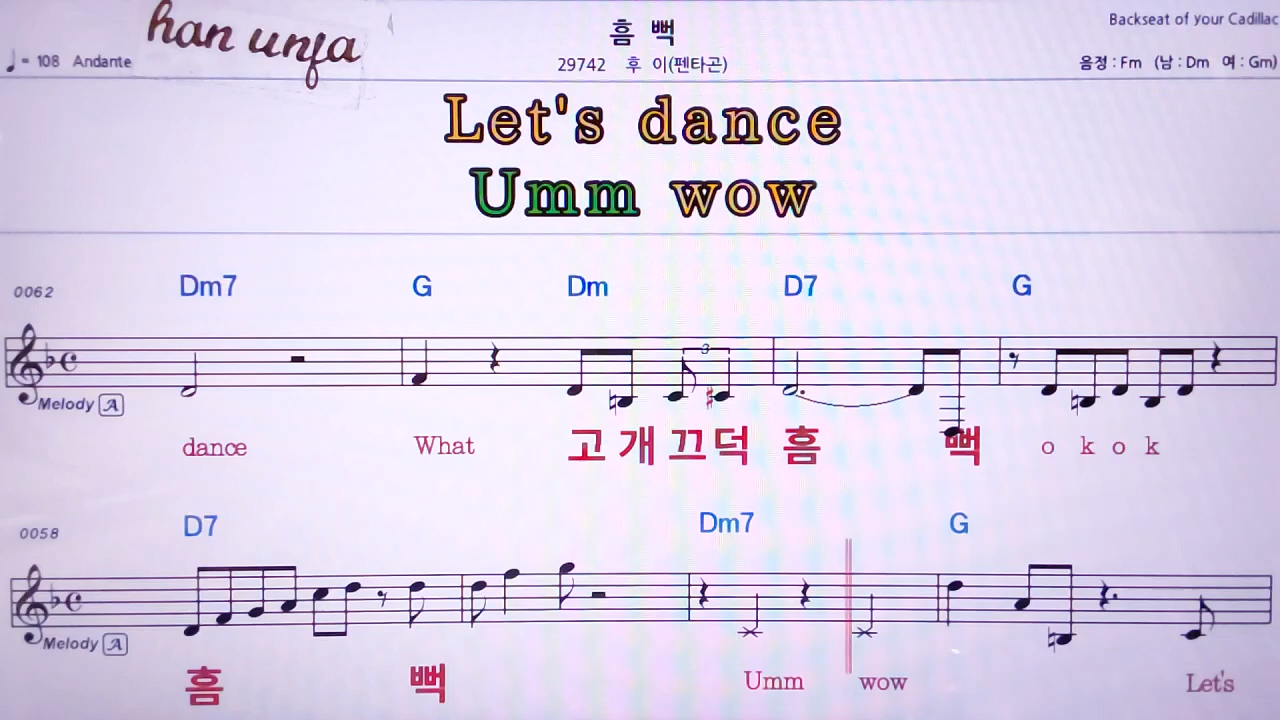 han unfa
흠 뻑
Backseat of your Cadillac
♩= 108 Andante
29742 후 이(펜타곤)
음정 : Fm (남 : Dm 여 : Gm)
Let's dance
Umm wow
0062 Dm7 G Dm D7 G
3
Melody A
dance What 고 개 끄 덕 흠 뻑 o k o k
0058 D7 Dm7 G
Melody A
흠 뻑 Umm wow Let's